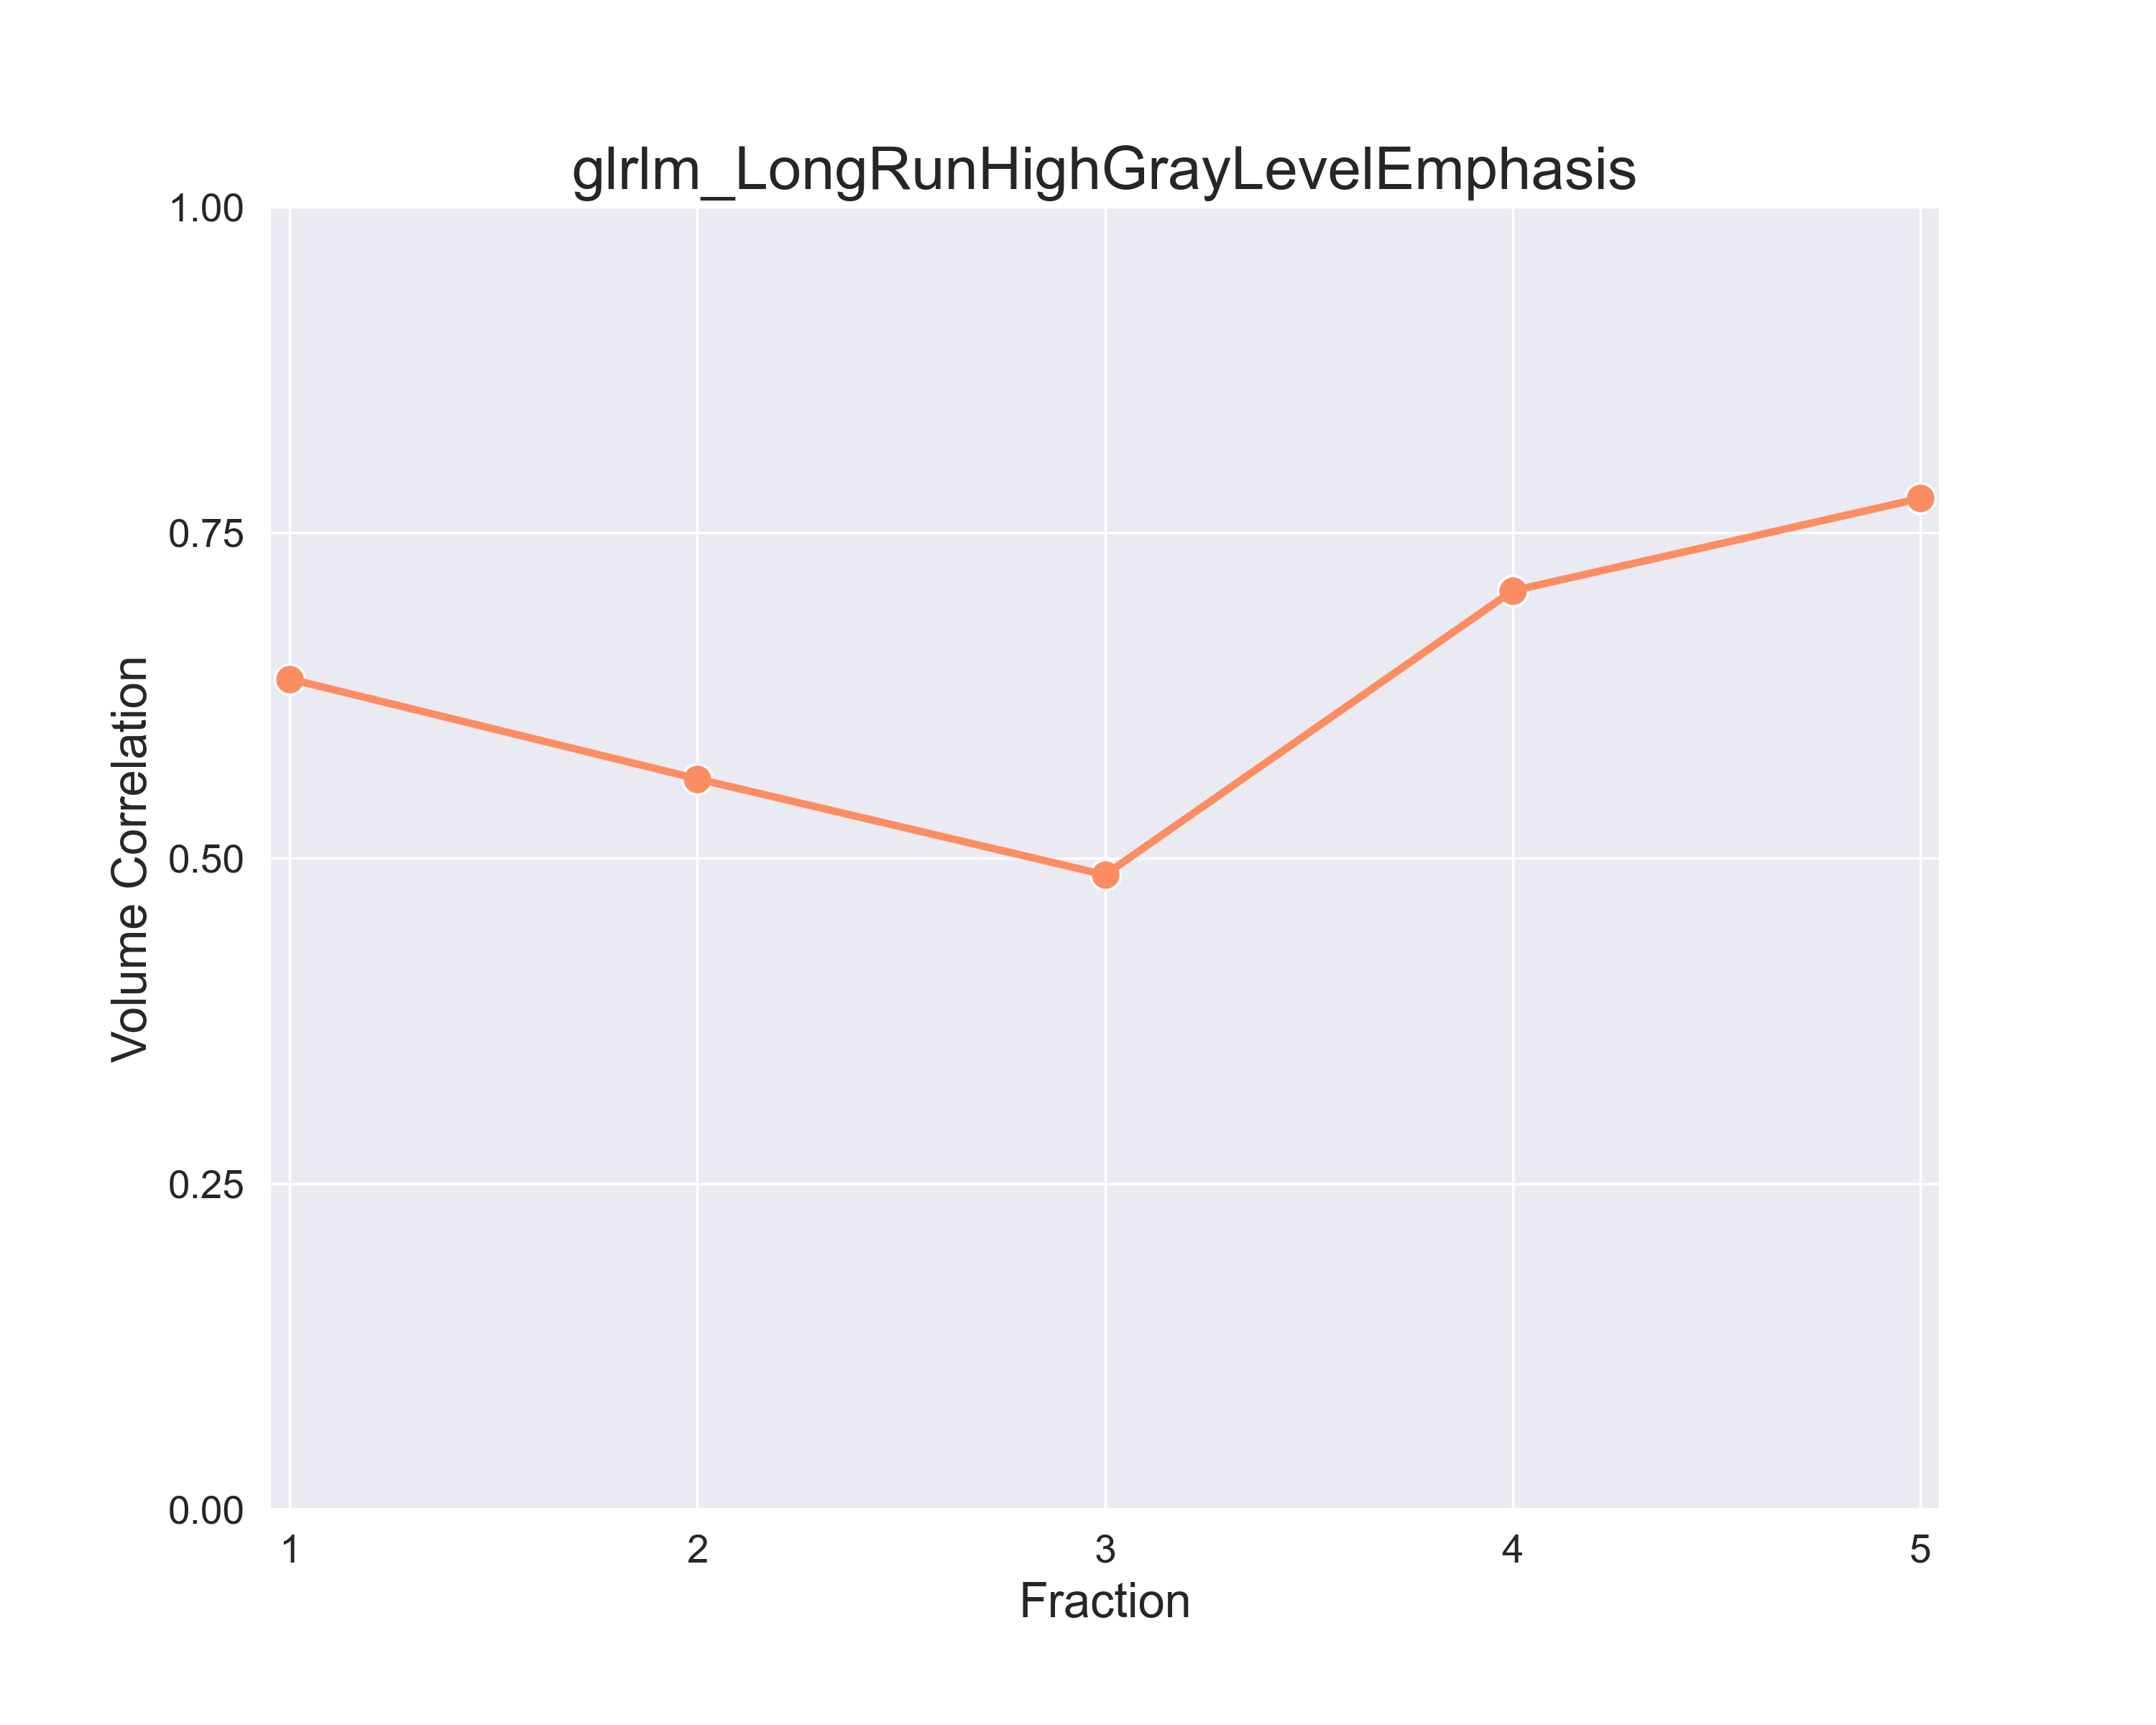 glrlm_LongRunHighGrayLevelEmphasis
1.00
0.75
0.50
0.25
0.00
Volume Correlation
1 2 3 4 5
Fraction